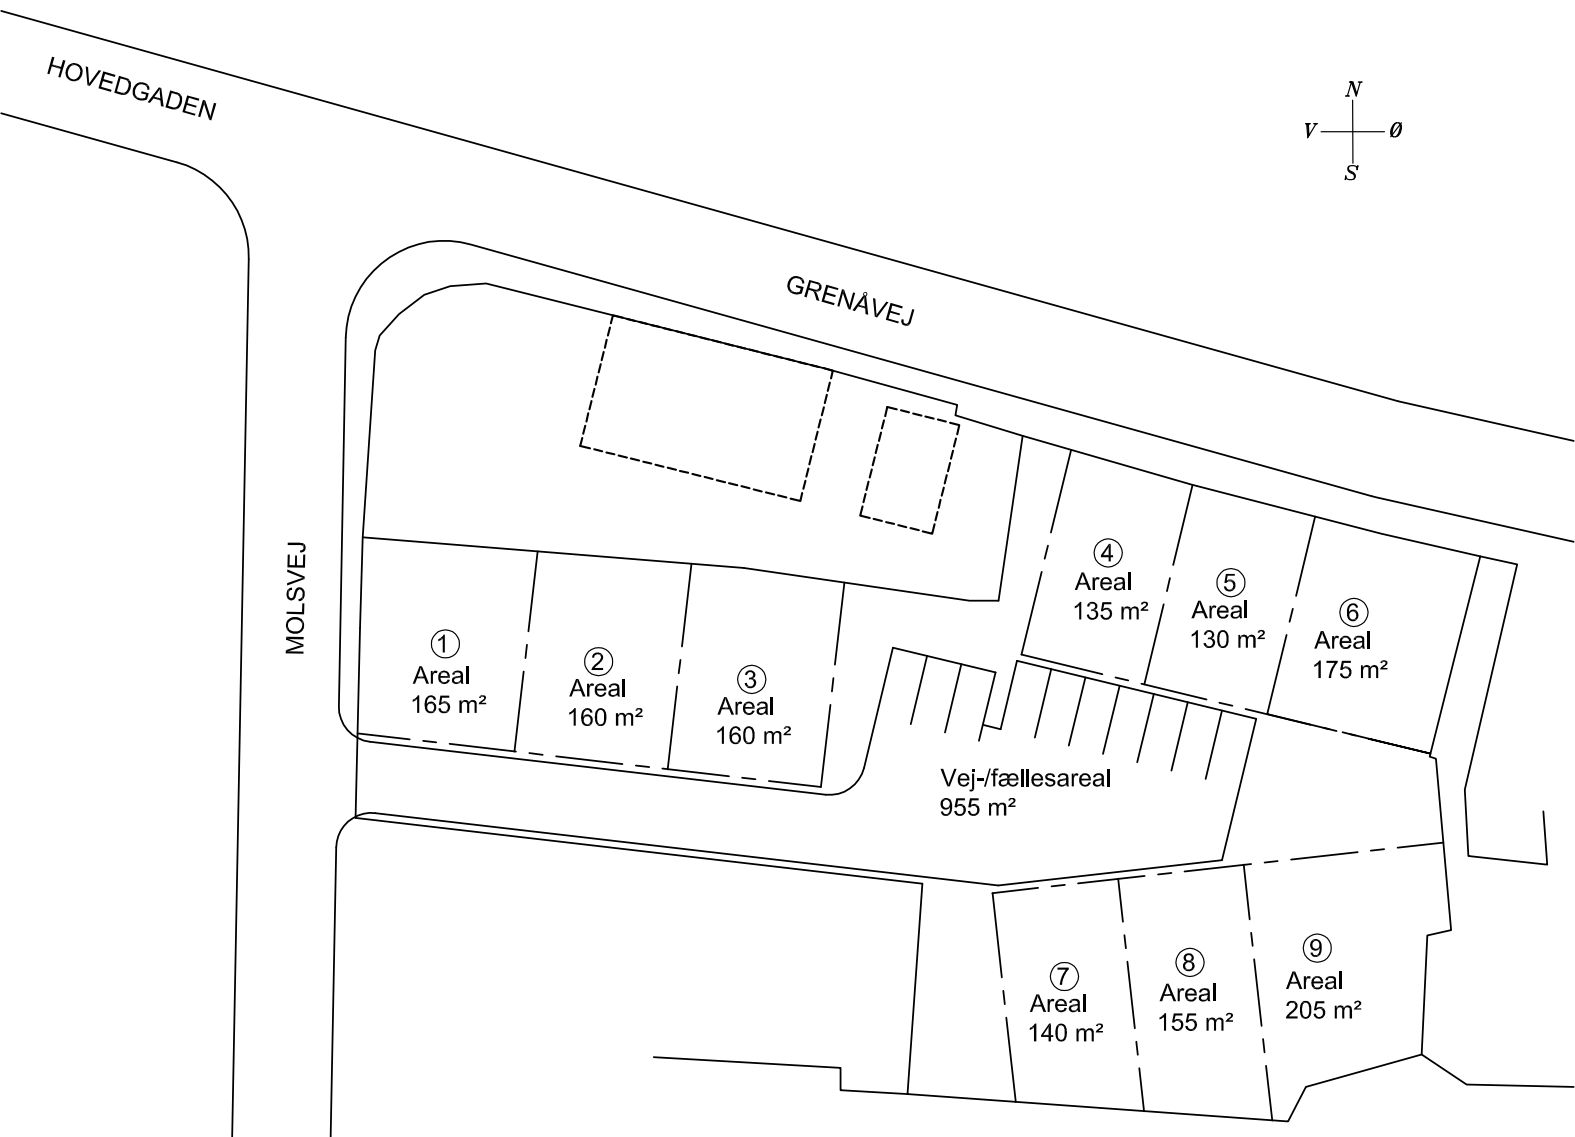 HOVEDGADEN
N
V
Ø
S
GRENÅVEJ
MOLSVEJ
1
Areal
165 m²
2
Areal
160 m²
3
Areal
160 m²
4
Areal
135 m²
5
Areal
130 m²
6
Areal
175 m²
Vej-/fællesareal
955 m²
7
Areal
140 m²
8
Areal
155 m²
9
Areal
205 m²